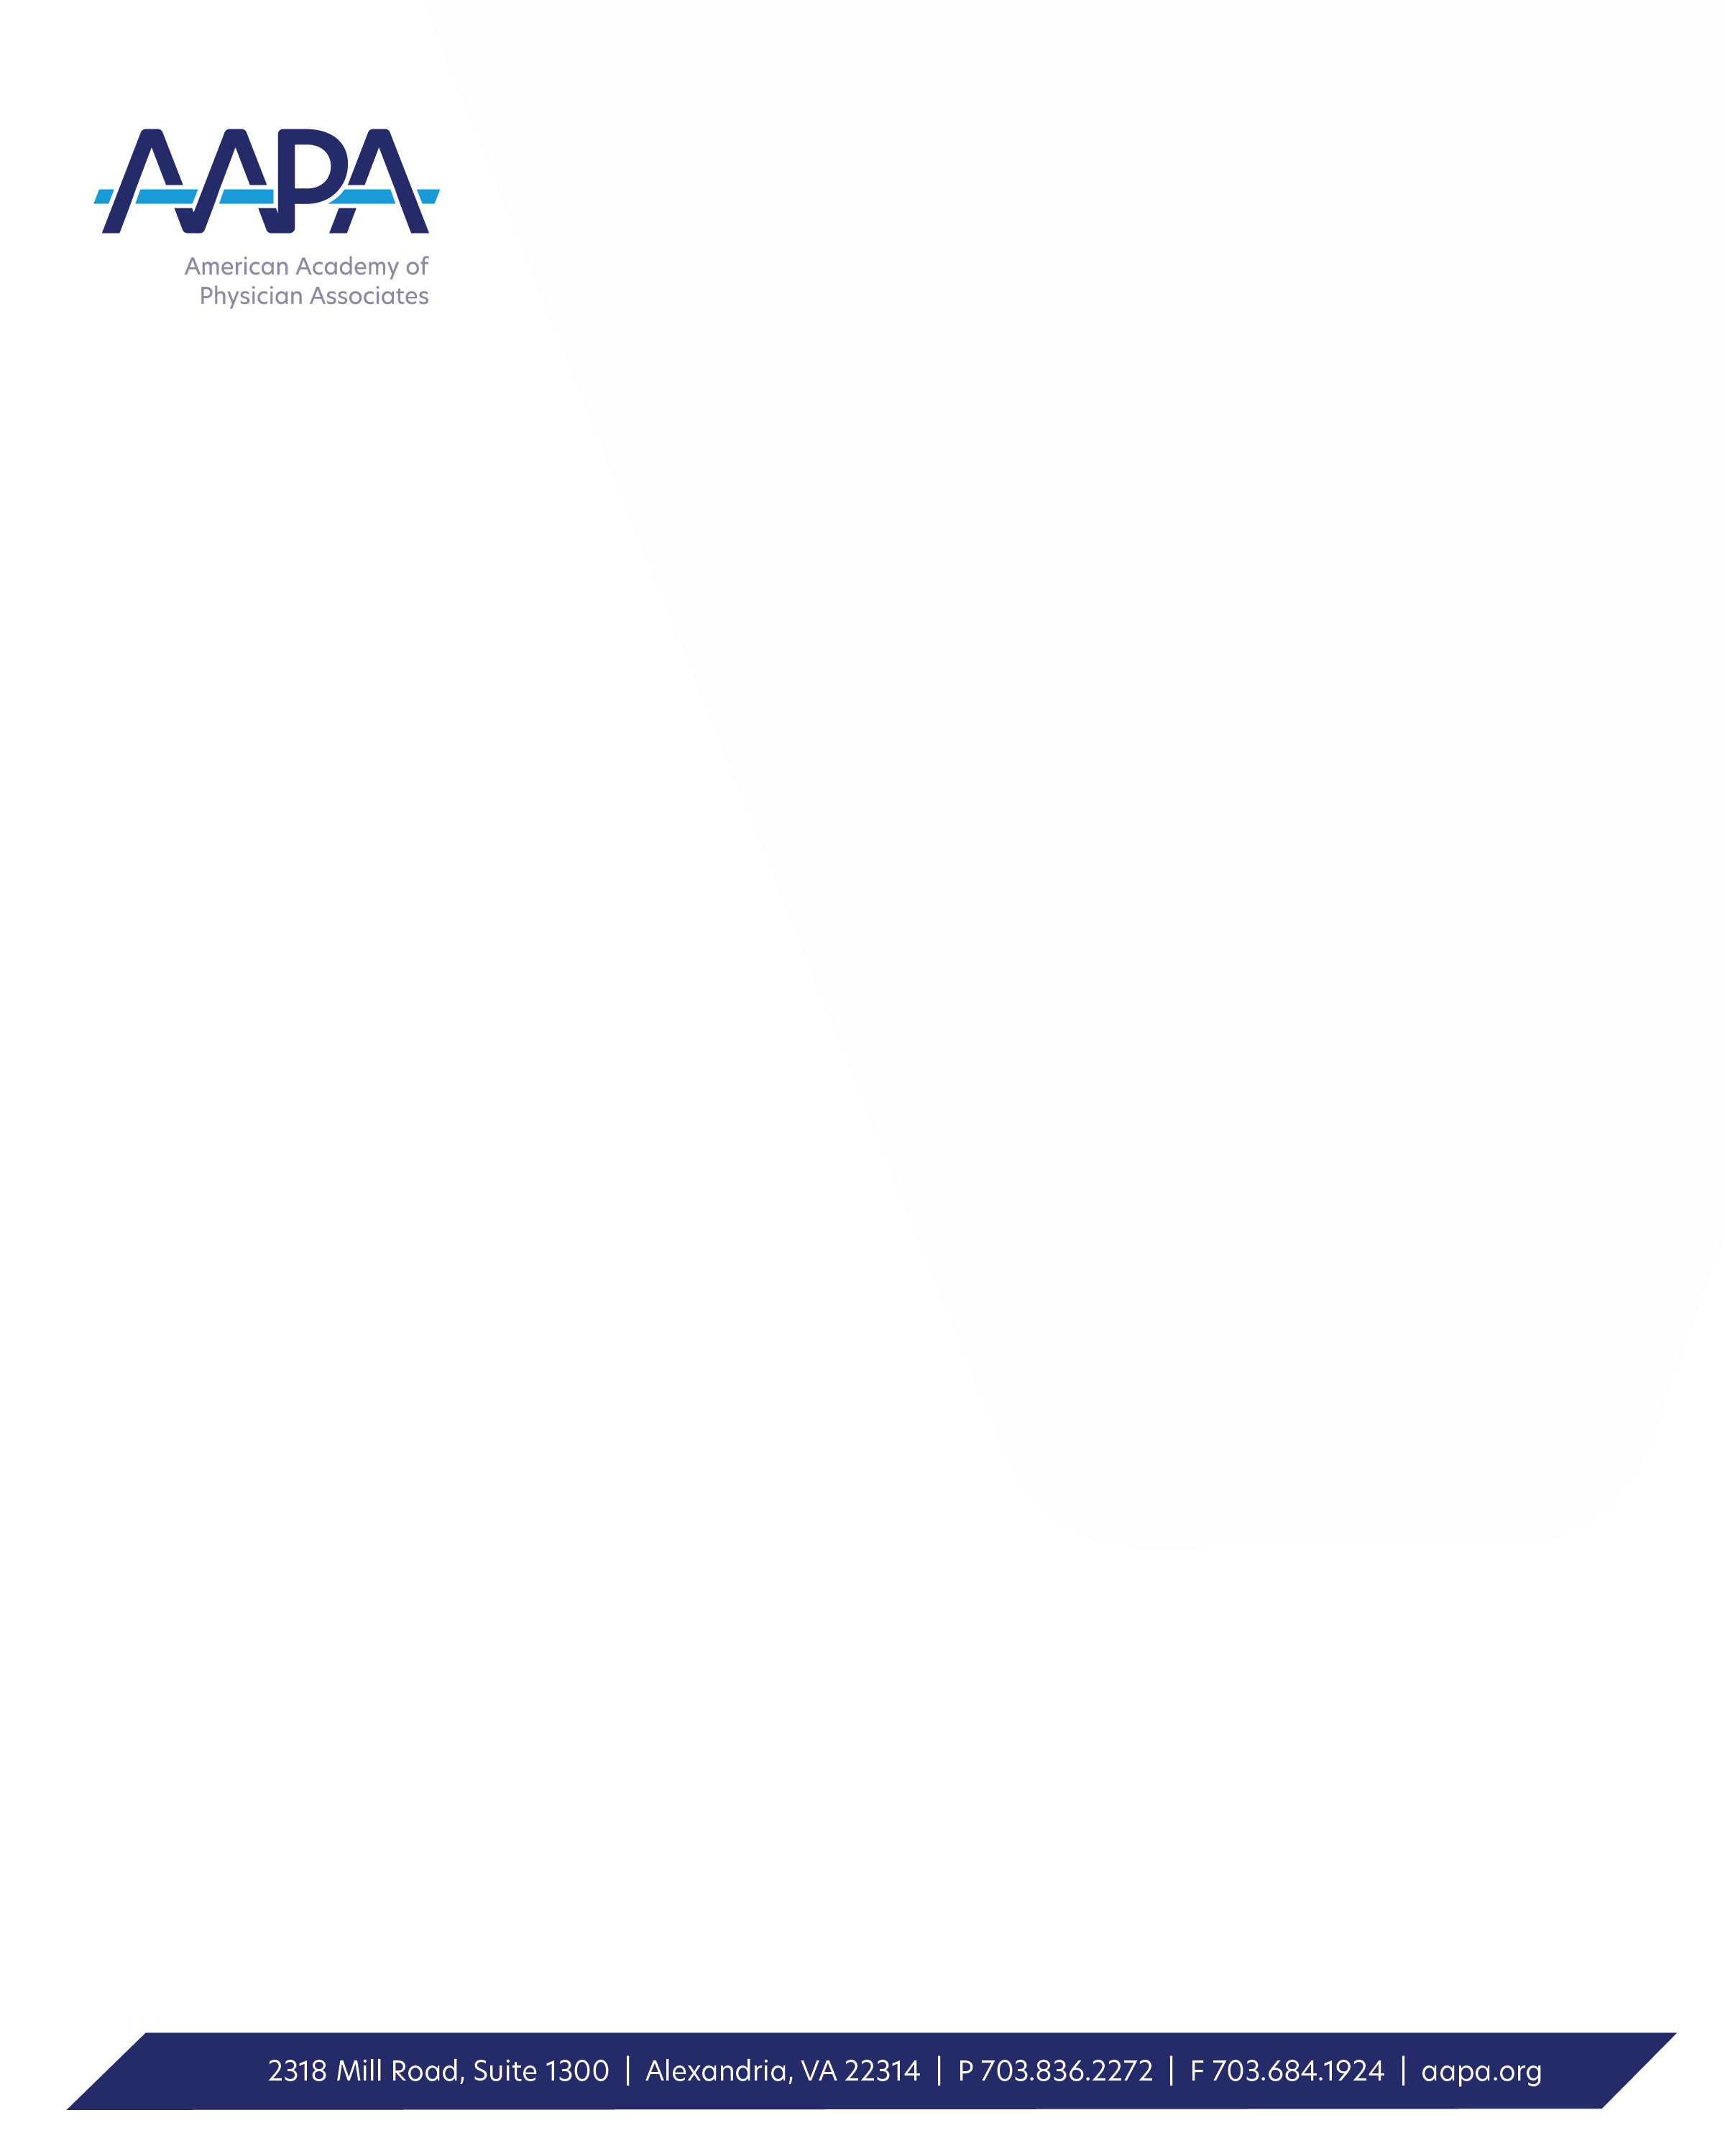 AAPA
American Academy of
Physician Associates
2318 Mill Road, Suite 1300 | Alexandria, VA 22314 | P 703.836.2272 | F 703.684.1924 | aapa.org